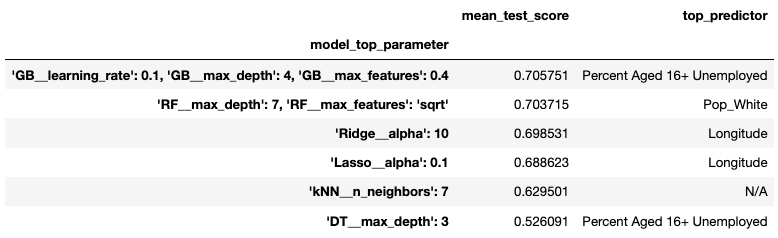 mean_test_score top_predictor
model_top_parameter
'GB__learning_rate': 0.1, 'GB__max_depth': 4, 'GB__max_features': 0.4 0.705751 Percent Aged 16+ Unemployed
'RF__max_depth': 7, 'RF__max_features': 'sqrt' 0.703715 Pop_White
'Ridge__alpha': 10 0.698531 Longitude
'Lasso__alpha': 0.1 0.688623 Longitude
'kNN__n_neighbors': 7 0.629501 N/A
'DT__max_depth': 3 0.526091 Percent Aged 16+ Unemployed